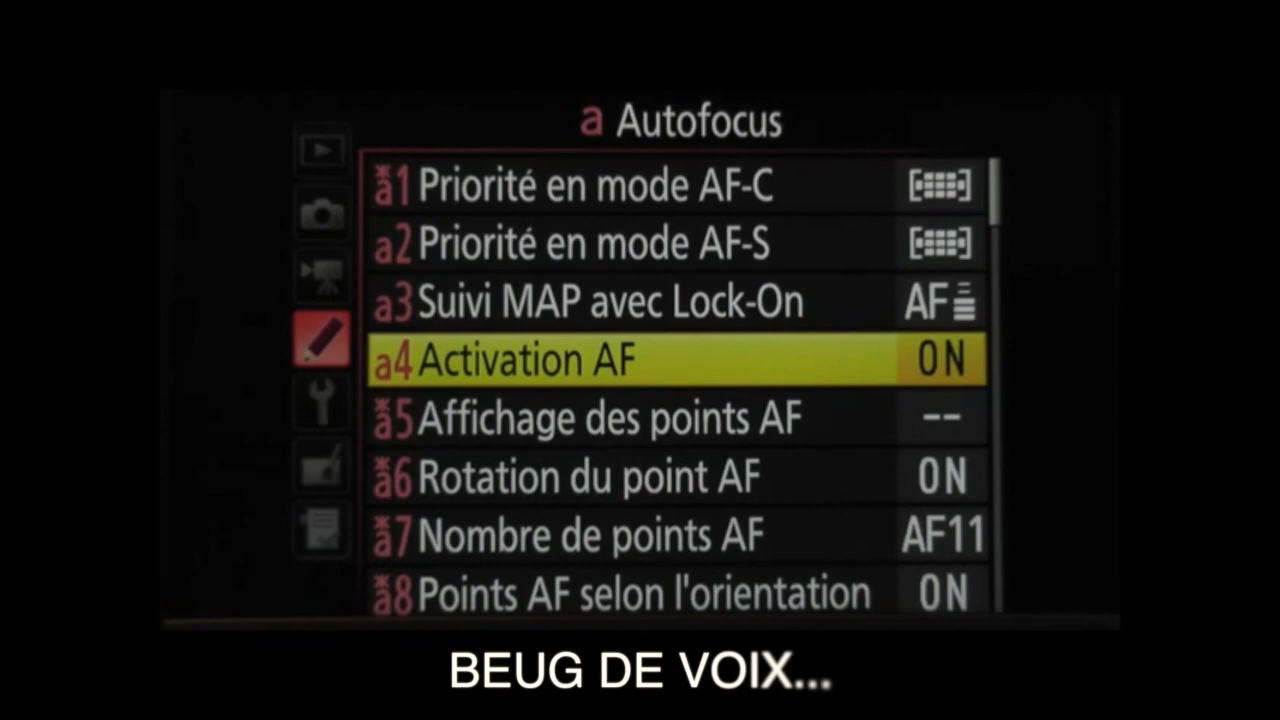 a Autofocus
a1 Priorité en mode AF-C
a2 Priorité en mode AF-S
a3 Suivi MAP avec Lock-On AF
a4 Activation AF ON
a5 Affichage des points AF --
a6 Rotation du point AF ON
a7 Nombre de points AF AF11
a8 Points AF selon l'orientation ON
BEUG DE VOIX...